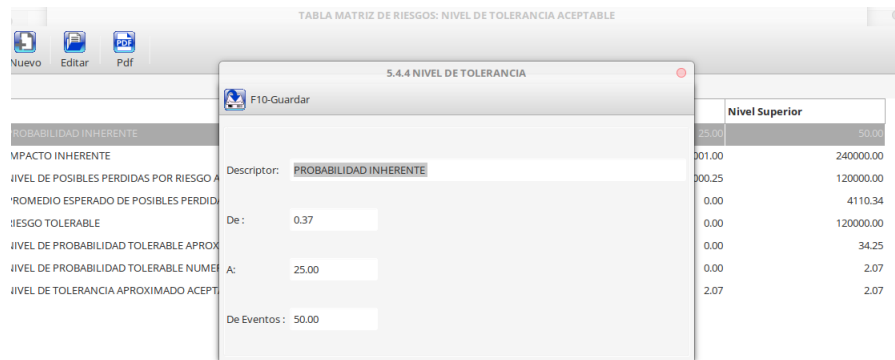 TABLA MATRIZ DE RIESGOS: NIVEL DE TOLERANCIA ACEPTABLE
Nuevo Editar Pdf
5.4.4 NIVEL DE TOLERANCIA
F10-Guardar
Nivel Superior
PROBABILIDAD INHERENTE 25.00 50.00
MPACTO INHERENTE 001.00 240000.00
NIVEL DE POSIBLES PERDIDAS POR RIESGO A 000.25 120000.00
PROMEDIO ESPERADO DE POSIBLES PERDID 0.00 4110.34
RIESGO TOLERABLE 0.00 120000.00
NIVEL DE PROBABILIDAD TOLERABLE APROX 0.00 34.25
NIVEL DE PROBABILIDAD TOLERABLE NUMER 0.00 2.07
NIVEL DE TOLERANCIA APROXIMADO ACEPT 2.07 2.07
Descriptor: PROBABILIDAD INHERENTE
De : 0.37
A: 25.00
De Eventos : 50.00